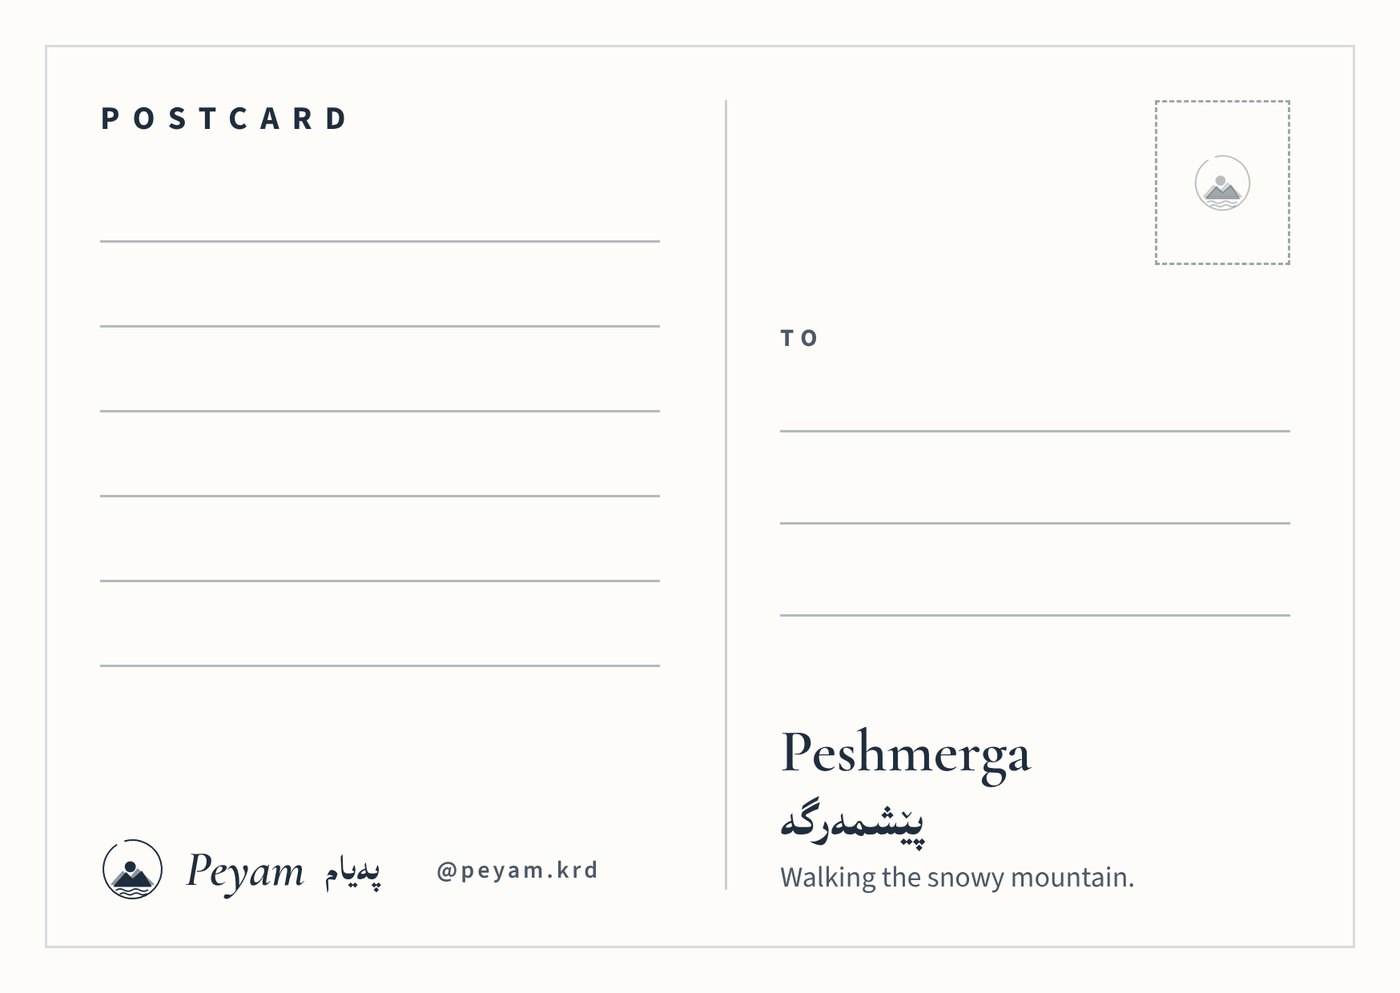 POSTCARD
Peyam پەیام @peyam.krd
TO
Peshmerga
پێشمەرگە
Walking the snowy mountain.